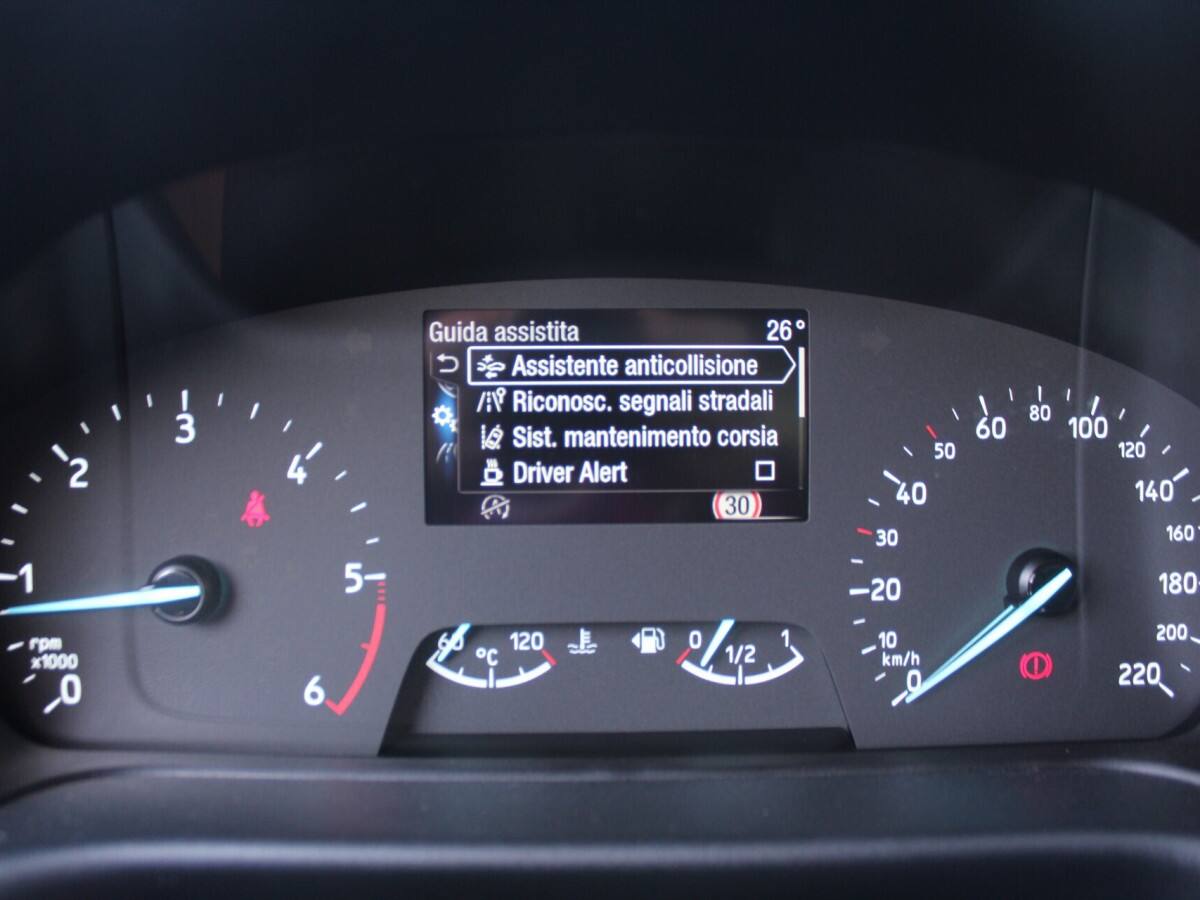 Guida assistita 26°
Assistente anticollisione
Riconosc. segnali stradali
Sist. mantenimento corsia
Driver Alert
30
0
1
2
3
4
5
6
rpm
x1000
60 °C 120
0 1/2 1
0
10
20
30
40
50
60
80
100
120
140
160
180
200
220
km/h